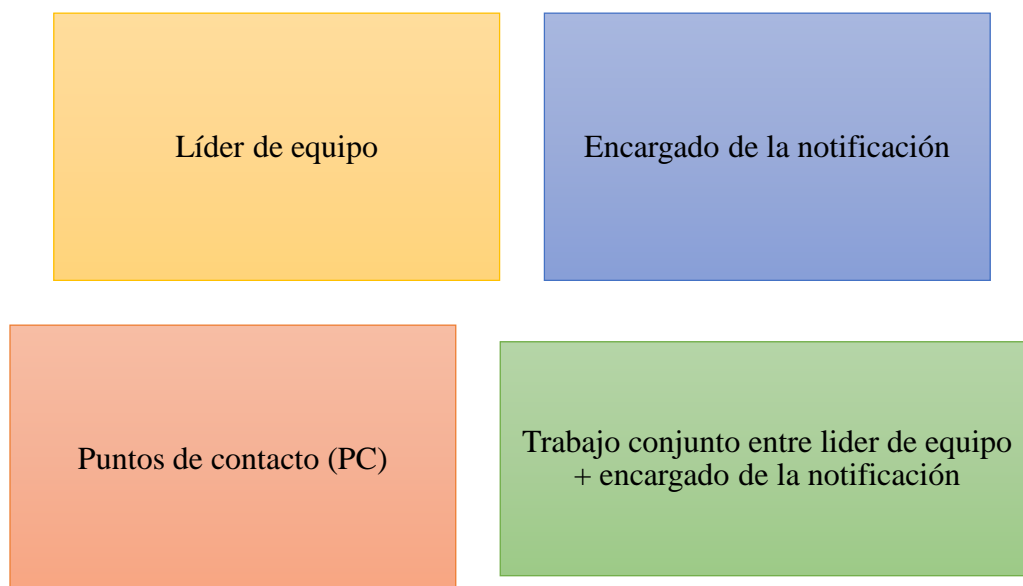 Líder de equipo
Encargado de la notificación
Puntos de contacto (PC)
Trabajo conjunto entre lider de equipo
+ encargado de la notificación